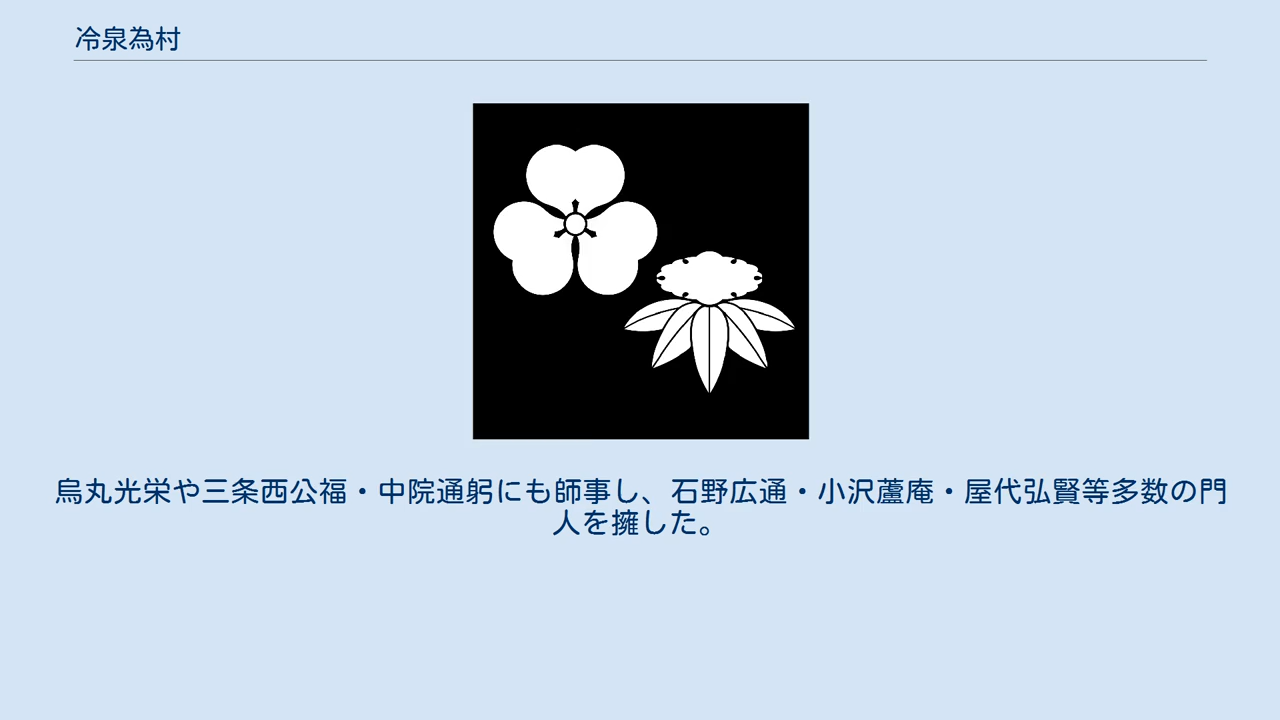 冷泉為村
烏丸光栄や三条西公福・中院通躬にも師事し、石野広通・小沢蘆庵・屋代弘賢等多数の門
人を擁した。